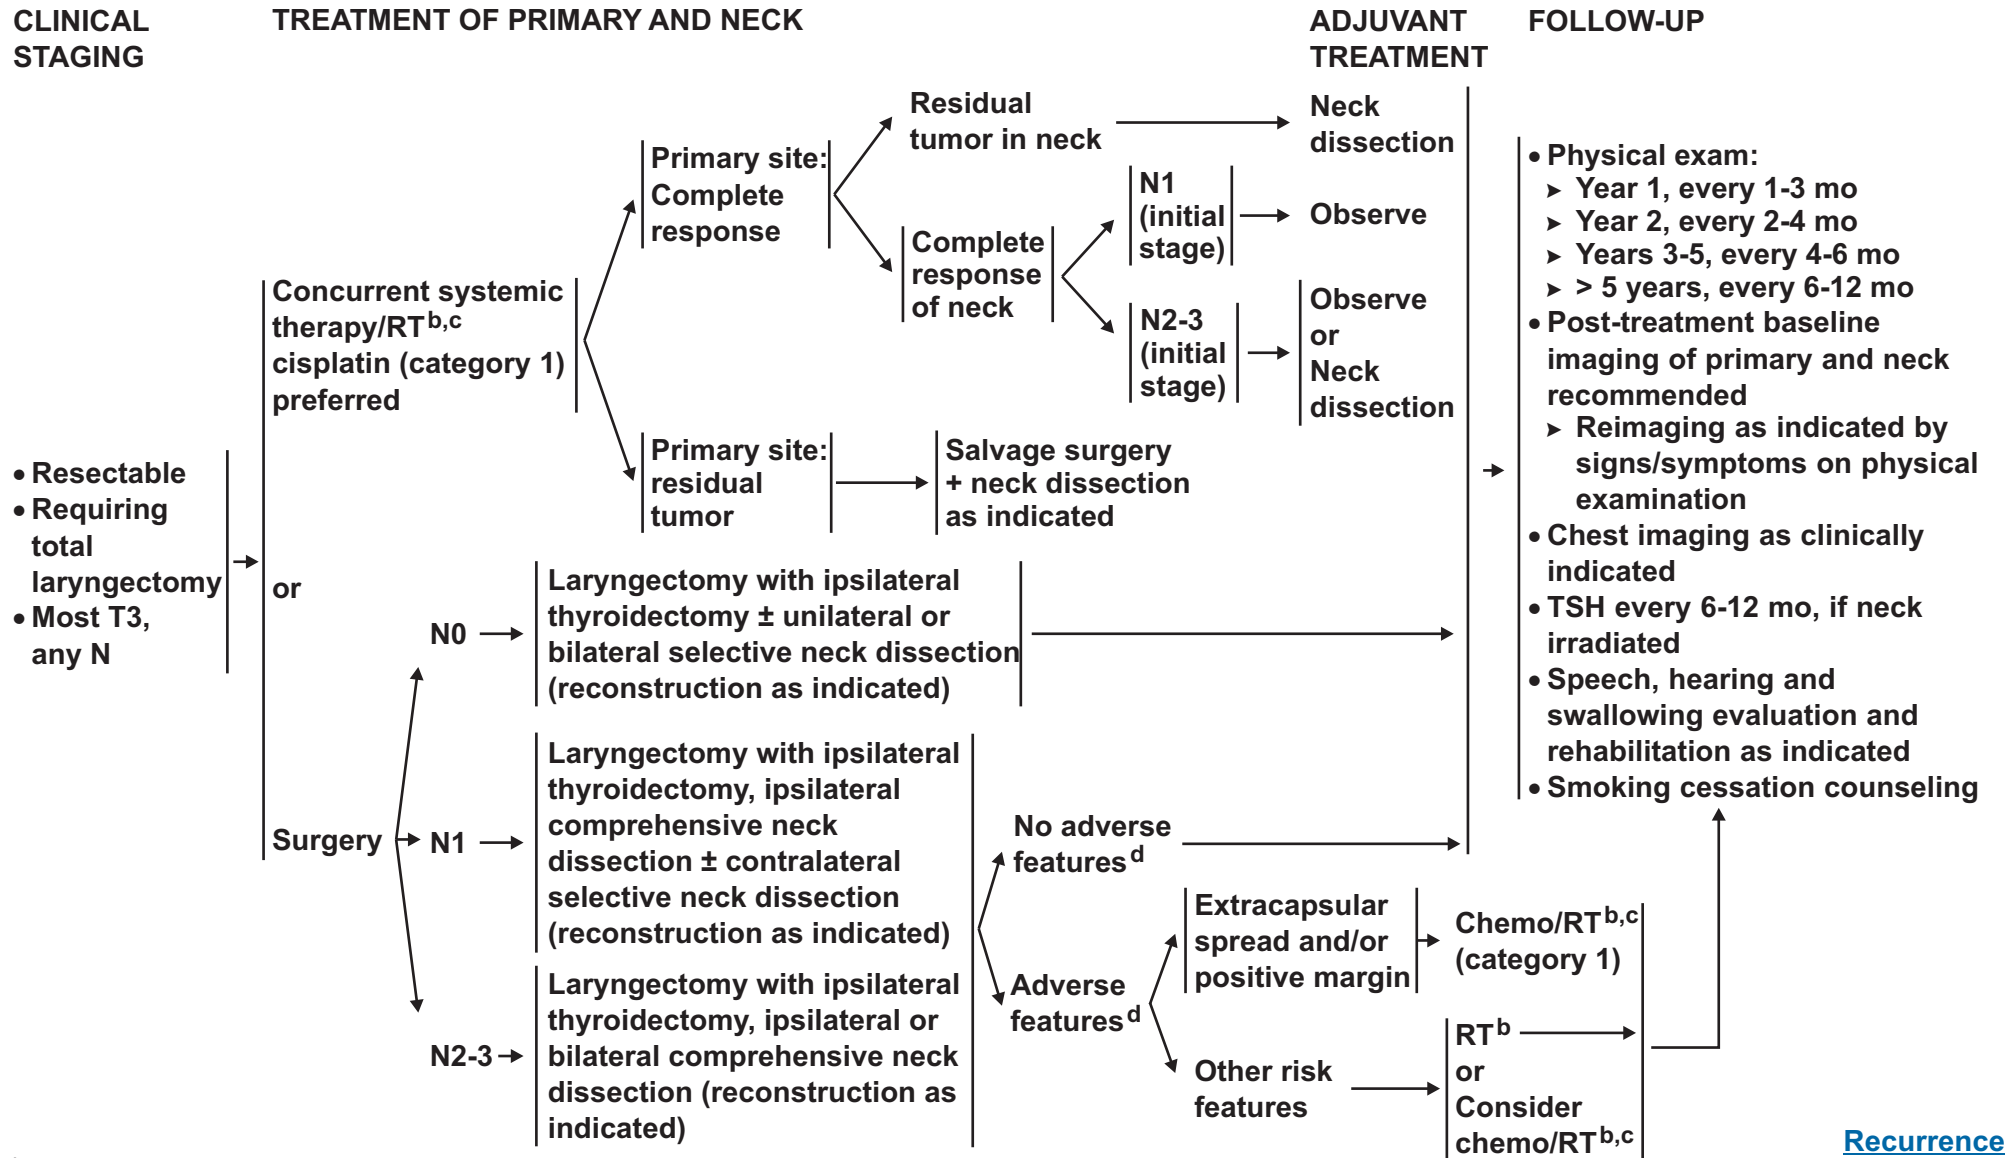 CLINICAL
STAGING
TREATMENT OF PRIMARY AND NECK
ADJUVANT
TREATMENT
FOLLOW-UP
• Resectable
• Requiring
total
laryngectomy
• Most T3,
any N
Concurrent systemic
therapy/RT b,c
cisplatin (category 1)
preferred
or
Surgery
Primary site:
Complete
response
Residual
tumor in neck
Neck
dissection
Complete
response
of neck
N1
(initial
stage)
Observe
N2-3
(initial
stage)
Observe
or
Neck
dissection
Primary site:
residual
tumor
Salvage surgery
+ neck dissection
as indicated
N0
Laryngectomy with ipsilateral
thyroidectomy ± unilateral or
bilateral selective neck dissection
(reconstruction as indicated)
N1
Laryngectomy with ipsilateral
thyroidectomy, ipsilateral
comprehensive neck
dissection ± contralateral
selective neck dissection
(reconstruction as indicated)
N2-3
Laryngectomy with ipsilateral
thyroidectomy, ipsilateral or
bilateral comprehensive neck
dissection (reconstruction as
indicated)
No adverse
features d
Adverse
features d
Extracapsular
spread and/or
positive margin
Chemo/RT b,c
(category 1)
Other risk
features
RT b
or
Consider
chemo/RT b,c
• Physical exam:
➤ Year 1, every 1-3 mo
➤ Year 2, every 2-4 mo
➤ Years 3-5, every 4-6 mo
➤ > 5 years, every 6-12 mo
• Post-treatment baseline
imaging of primary and neck
recommended
➤ Reimaging as indicated by
signs/symptoms on physical
examination
• Chest imaging as clinically
indicated
• TSH every 6-12 mo, if neck
irradiated
• Speech, hearing and
swallowing evaluation and
rehabilitation as indicated
• Smoking cessation counseling
Recurrence